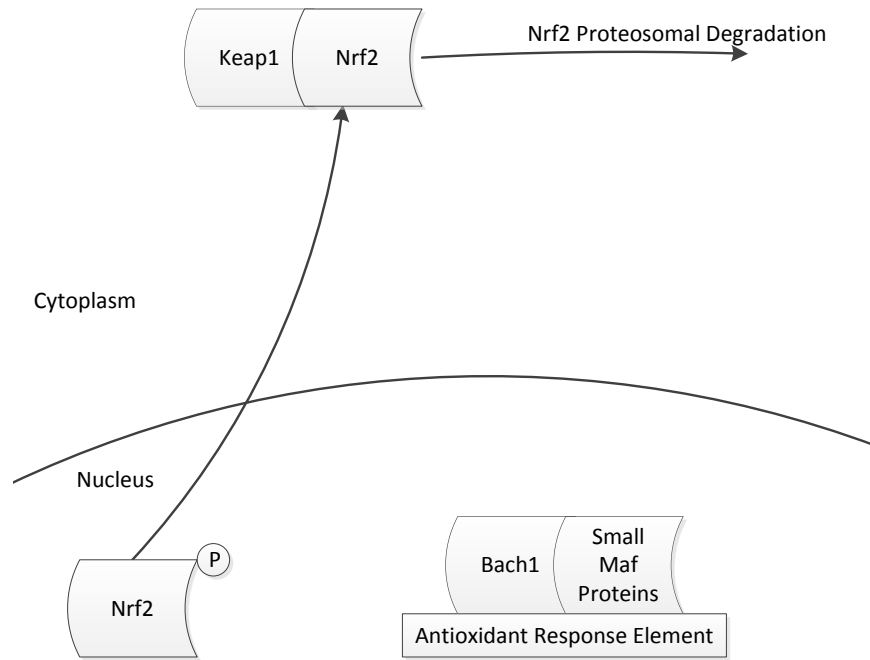 Nrf2 Proteosomal Degradation
Keap1
Nrf2
Cytoplasm
Nucleus
P
Nrf2
Bach1
Small
Maf
Proteins
Antioxidant Response Element